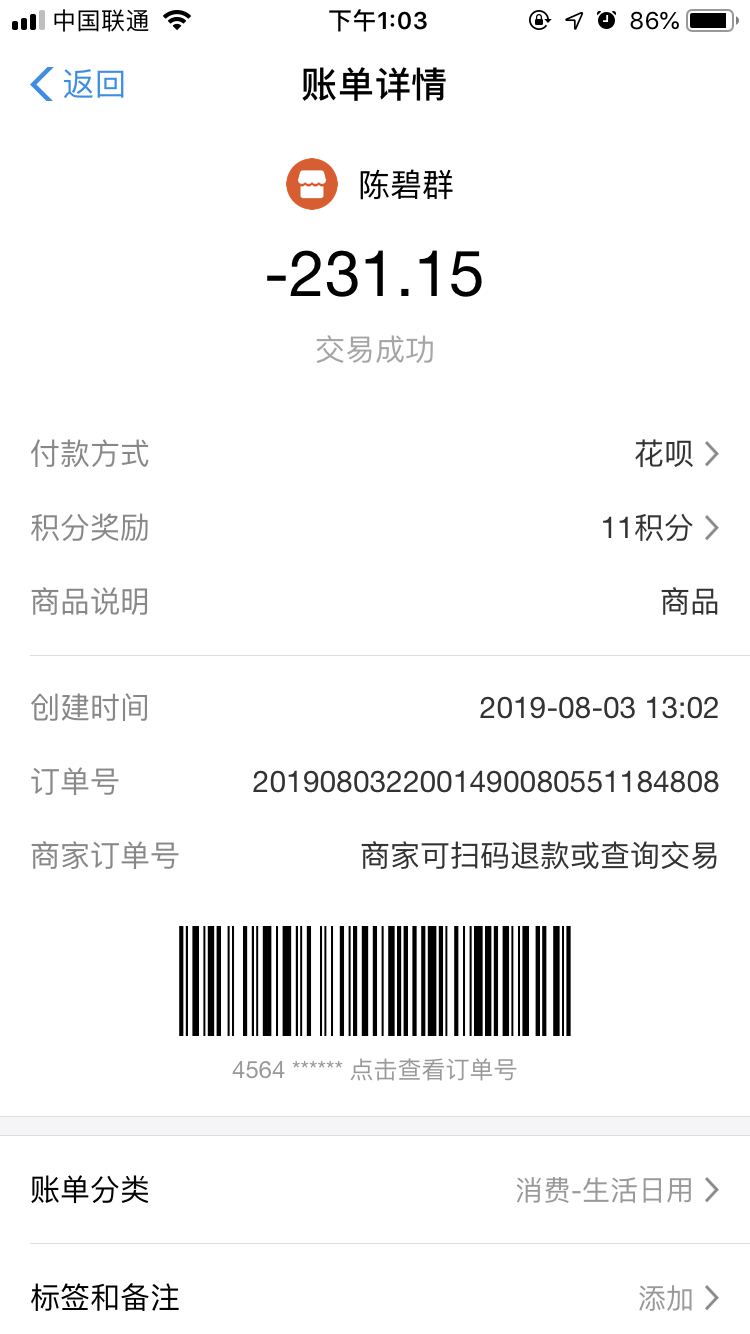 中国联通 下午1:03 86%
返回 账单详情
陈碧群
-231.15
交易成功
付款方式 花呗
积分奖励 11积分
商品说明 商品
创建时间 2019-08-03 13:02
订单号 2019080322001490080551184808
商家订单号 商家可扫码退款或查询交易
4564 ****** 点击查看订单号
账单分类 消费-生活日用
标签和备注 添加